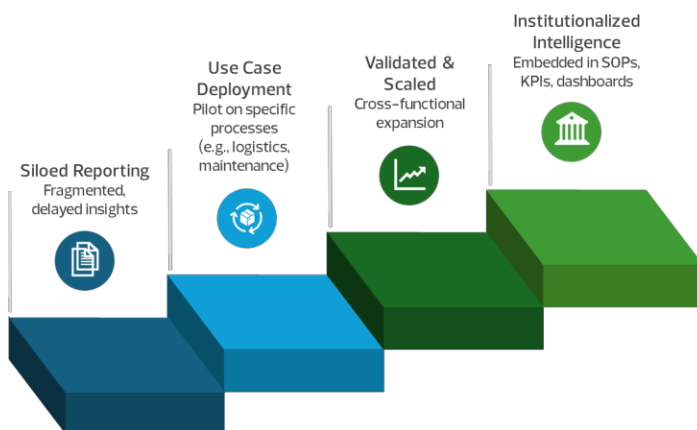 Siloed Reporting
Fragmented,
delayed insights
Use Case
Deployment
Pilot on specific
processes
(e.g., logistics,
maintenance)
Validated &
Scaled
Cross-functional
expansion
Institutionalized
Intelligence
Embedded in SOPs,
KPIs, dashboards